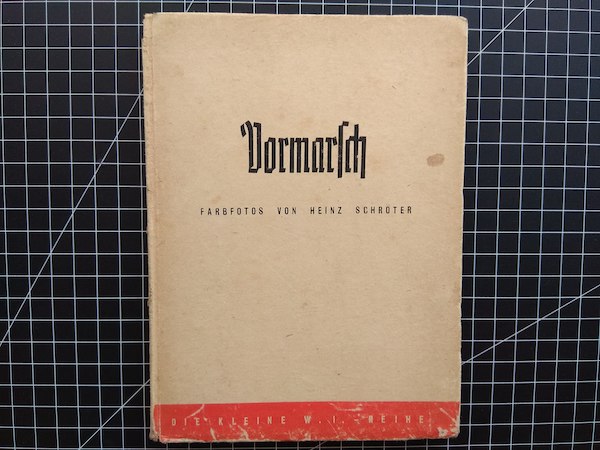 Vormarsch
FARBFOTOS VON HEINZ SCHRÖTER
DIE KLEINE W.I.-REIHE